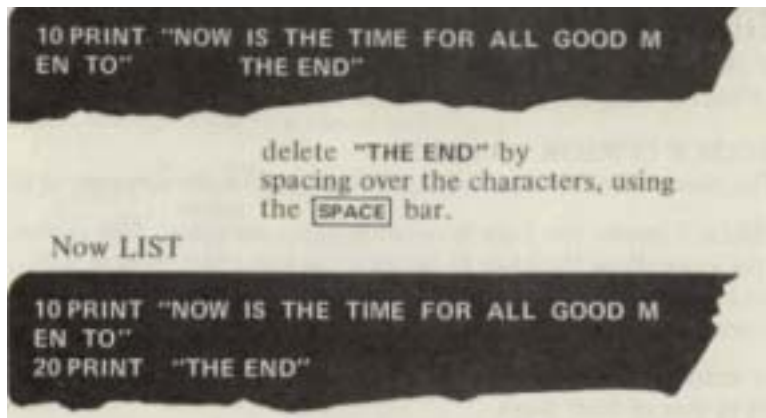 10 PRINT "NOW IS THE TIME FOR ALL GOOD M
EN TO" THE END"
delete "THE END" by
spacing over the characters, using
the SPACE bar.
Now LIST
10 PRINT "NOW IS THE TIME FOR ALL GOOD M
EN TO"
20 PRINT "THE END"